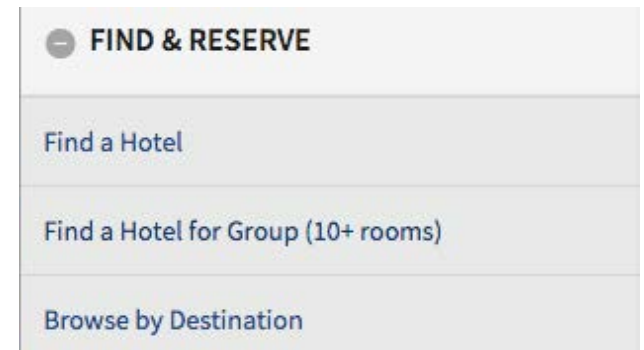 FIND & RESERVE
Find a Hotel
Find a Hotel for Group (10+ rooms)
Browse by Destination